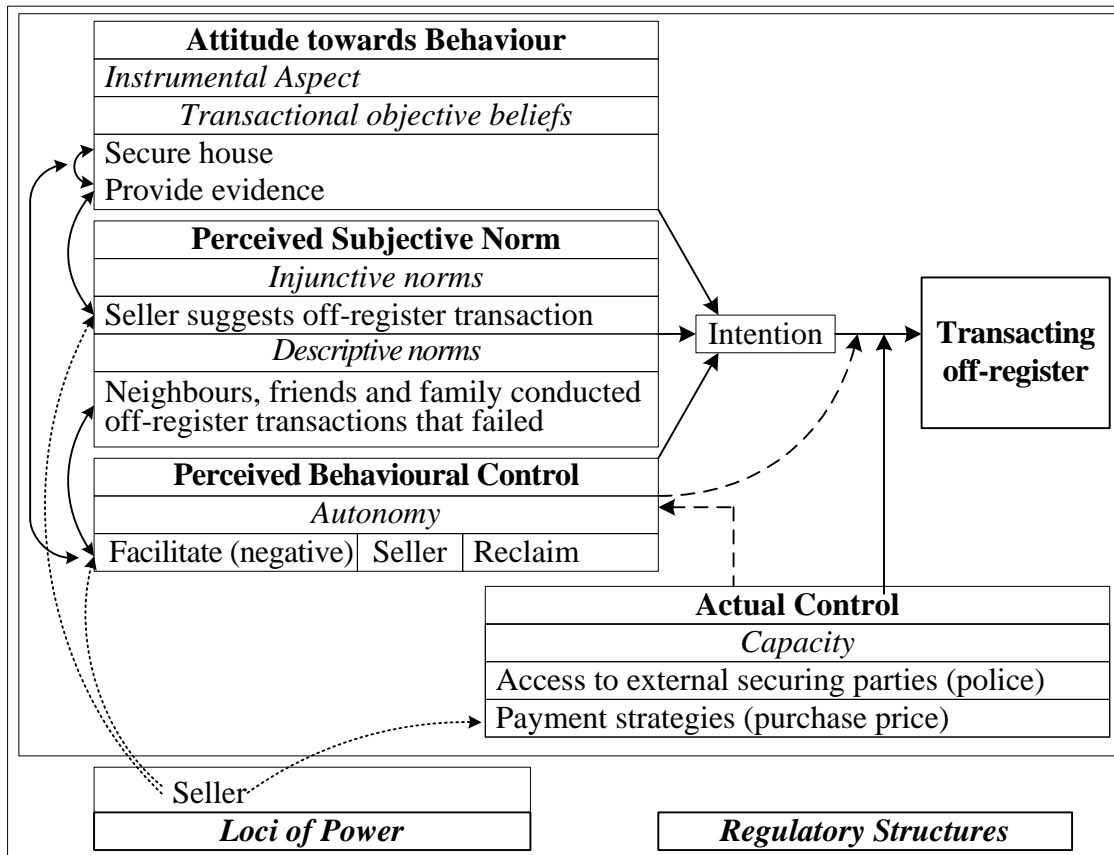 Attitude towards Behaviour
Instrumental Aspect
Transactional objective beliefs
Secure house
Provide evidence
Perceived Subjective Norm
Injunctive norms
Seller suggests off-register transaction
Descriptive norms
Neighbours, friends and family conducted
off-register transactions that failed
Perceived Behavioural Control
Autonomy
Facilitate (negative) Seller Reclaim
Intention
Transacting
off-register
Actual Control
Capacity
Access to external securing parties (police)
Payment strategies (purchase price)
Seller
Loci of Power
Regulatory Structures